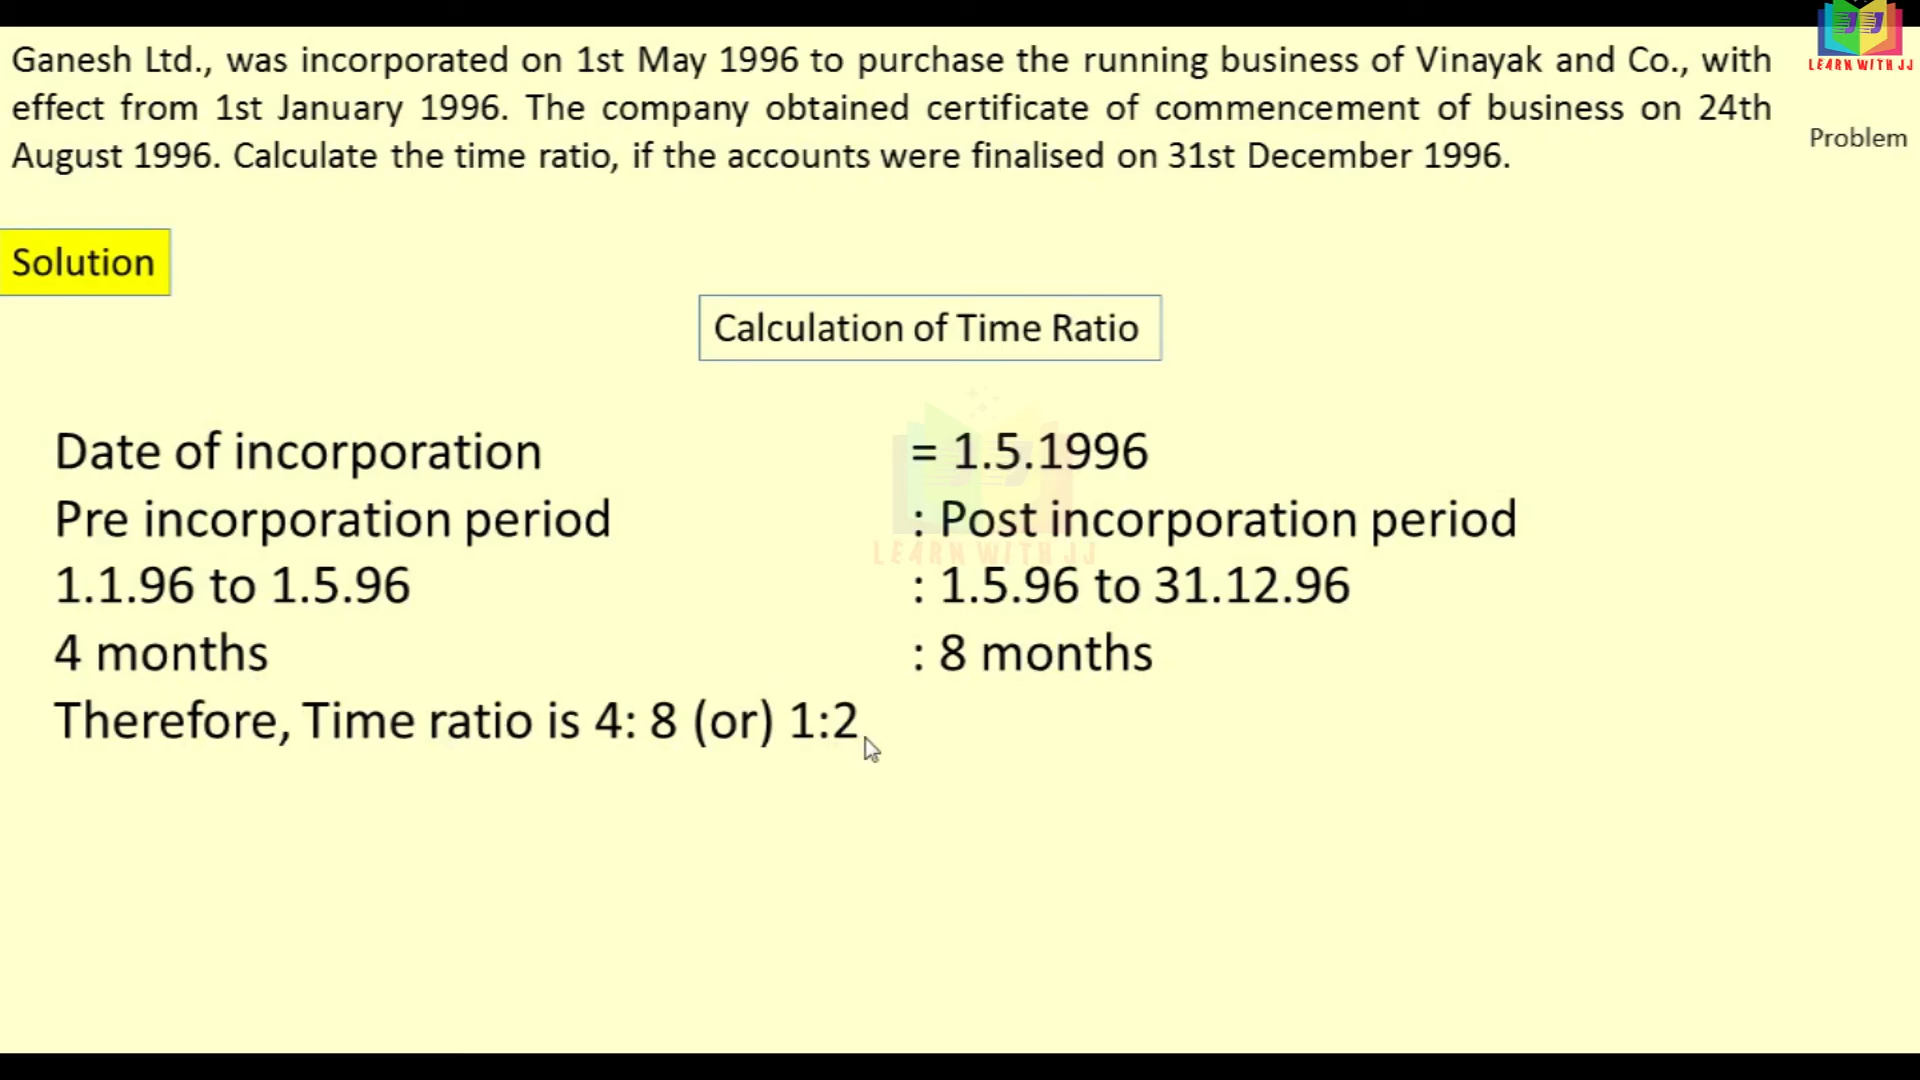 Ganesh Ltd., was incorporated on 1st May 1996 to purchase the running business of Vinayak and Co., with
effect from 1st January 1996. The company obtained certificate of commencement of business on 24th
August 1996. Calculate the time ratio, if the accounts were finalised on 31st December 1996.
LEARN WITH JJ
Problem
Solution
Calculation of Time Ratio
Date of incorporation = 1.5.1996
Pre incorporation period : Post incorporation period
LEARN WITH JJ
1.1.96 to 1.5.96 : 1.5.96 to 31.12.96
4 months : 8 months
Therefore, Time ratio is 4: 8 (or) 1:2